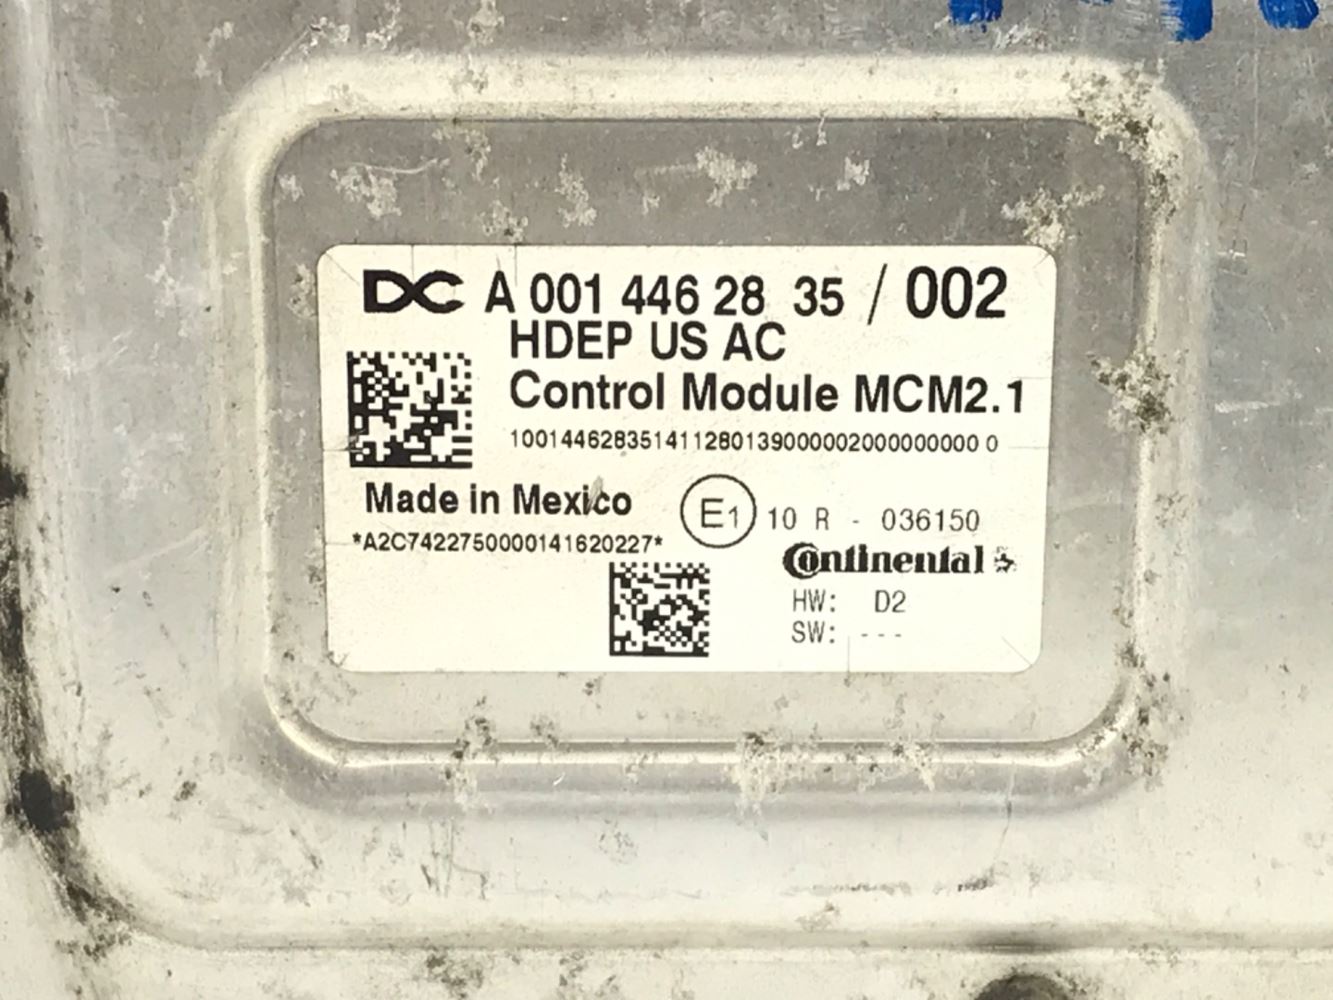 DC A 001 446 28 35 / 002
HDEP US AC
Control Module MCM2.1
100144628351411280139000002000000000 0
Made in Mexico
E1 10 R - 036150
*A2C7422750000141620227*
Continental
HW: D2
SW: ---